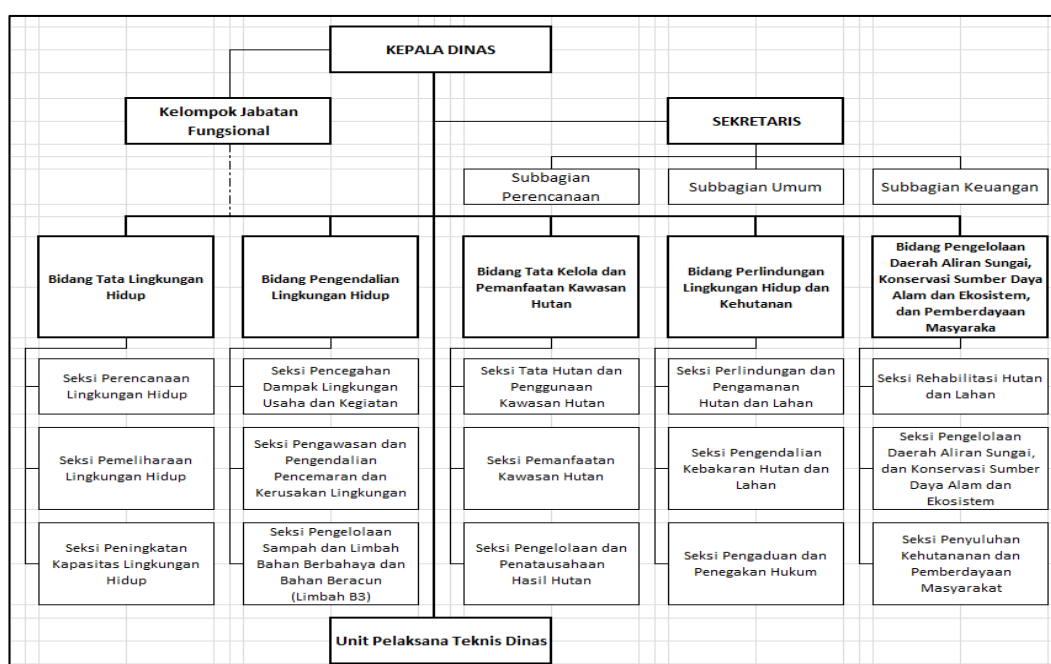 KEPALA DINAS
Kelompok Jabatan
Fungsional
SEKRETARIS
Subbagian
Perencanaan
Subbagian Umum
Subbagian Keuangan
Bidang Tata Lingkungan
Hidup
Bidang Pengendalian
Lingkungan Hidup
Bidang Tata Kelola dan
Pemanfaatan Kawasan
Hutan
Bidang Perlindungan
Lingkungan Hidup dan
Kehutanan
Bidang Pengelolaan
Daerah Aliran Sungai,
Konservasi Sumber Daya
Alam dan Ekosistem,
dan Pemberdayaan
Masyaraka
Seksi Perencanaan
Lingkungan Hidup
Seksi Pencegahan
Dampak Lingkungan
Usaha dan Kegiatan
Seksi Tata Hutan dan
Penggunaan
Kawasan Hutan
Seksi Perlindungan dan
Pengamanan
Hutan dan Lahan
Seksi Rehabilitasi Hutan
dan Lahan
Seksi Pemeliharaan
Lingkungan Hidup
Seksi Pengawasan dan
Pengendalian
Pencemaran dan
Kerusakan Lingkungan
Seksi Pemanfaatan
Kawasan Hutan
Seksi Pengendalian
Kebakaran Hutan dan
Lahan
Seksi Pengelolaan
Daerah Aliran Sungai,
dan Konservasi Sumber
Daya Alam dan
Ekosistem
Seksi Peningkatan
Kapasitas Lingkungan
Hidup
Seksi Pengelolaan
Sampah dan Limbah
Bahan Berbahaya dan
Bahan Beracun
(Limbah B3)
Seksi Pengelolaan dan
Penatausahaan
Hasil Hutan
Seksi Pengaduan dan
Penegakan Hukum
Seksi Penyuluhan
Kehutananan dan
Pemberdayaan
Masyarakat
Unit Pelaksana Teknis Dinas